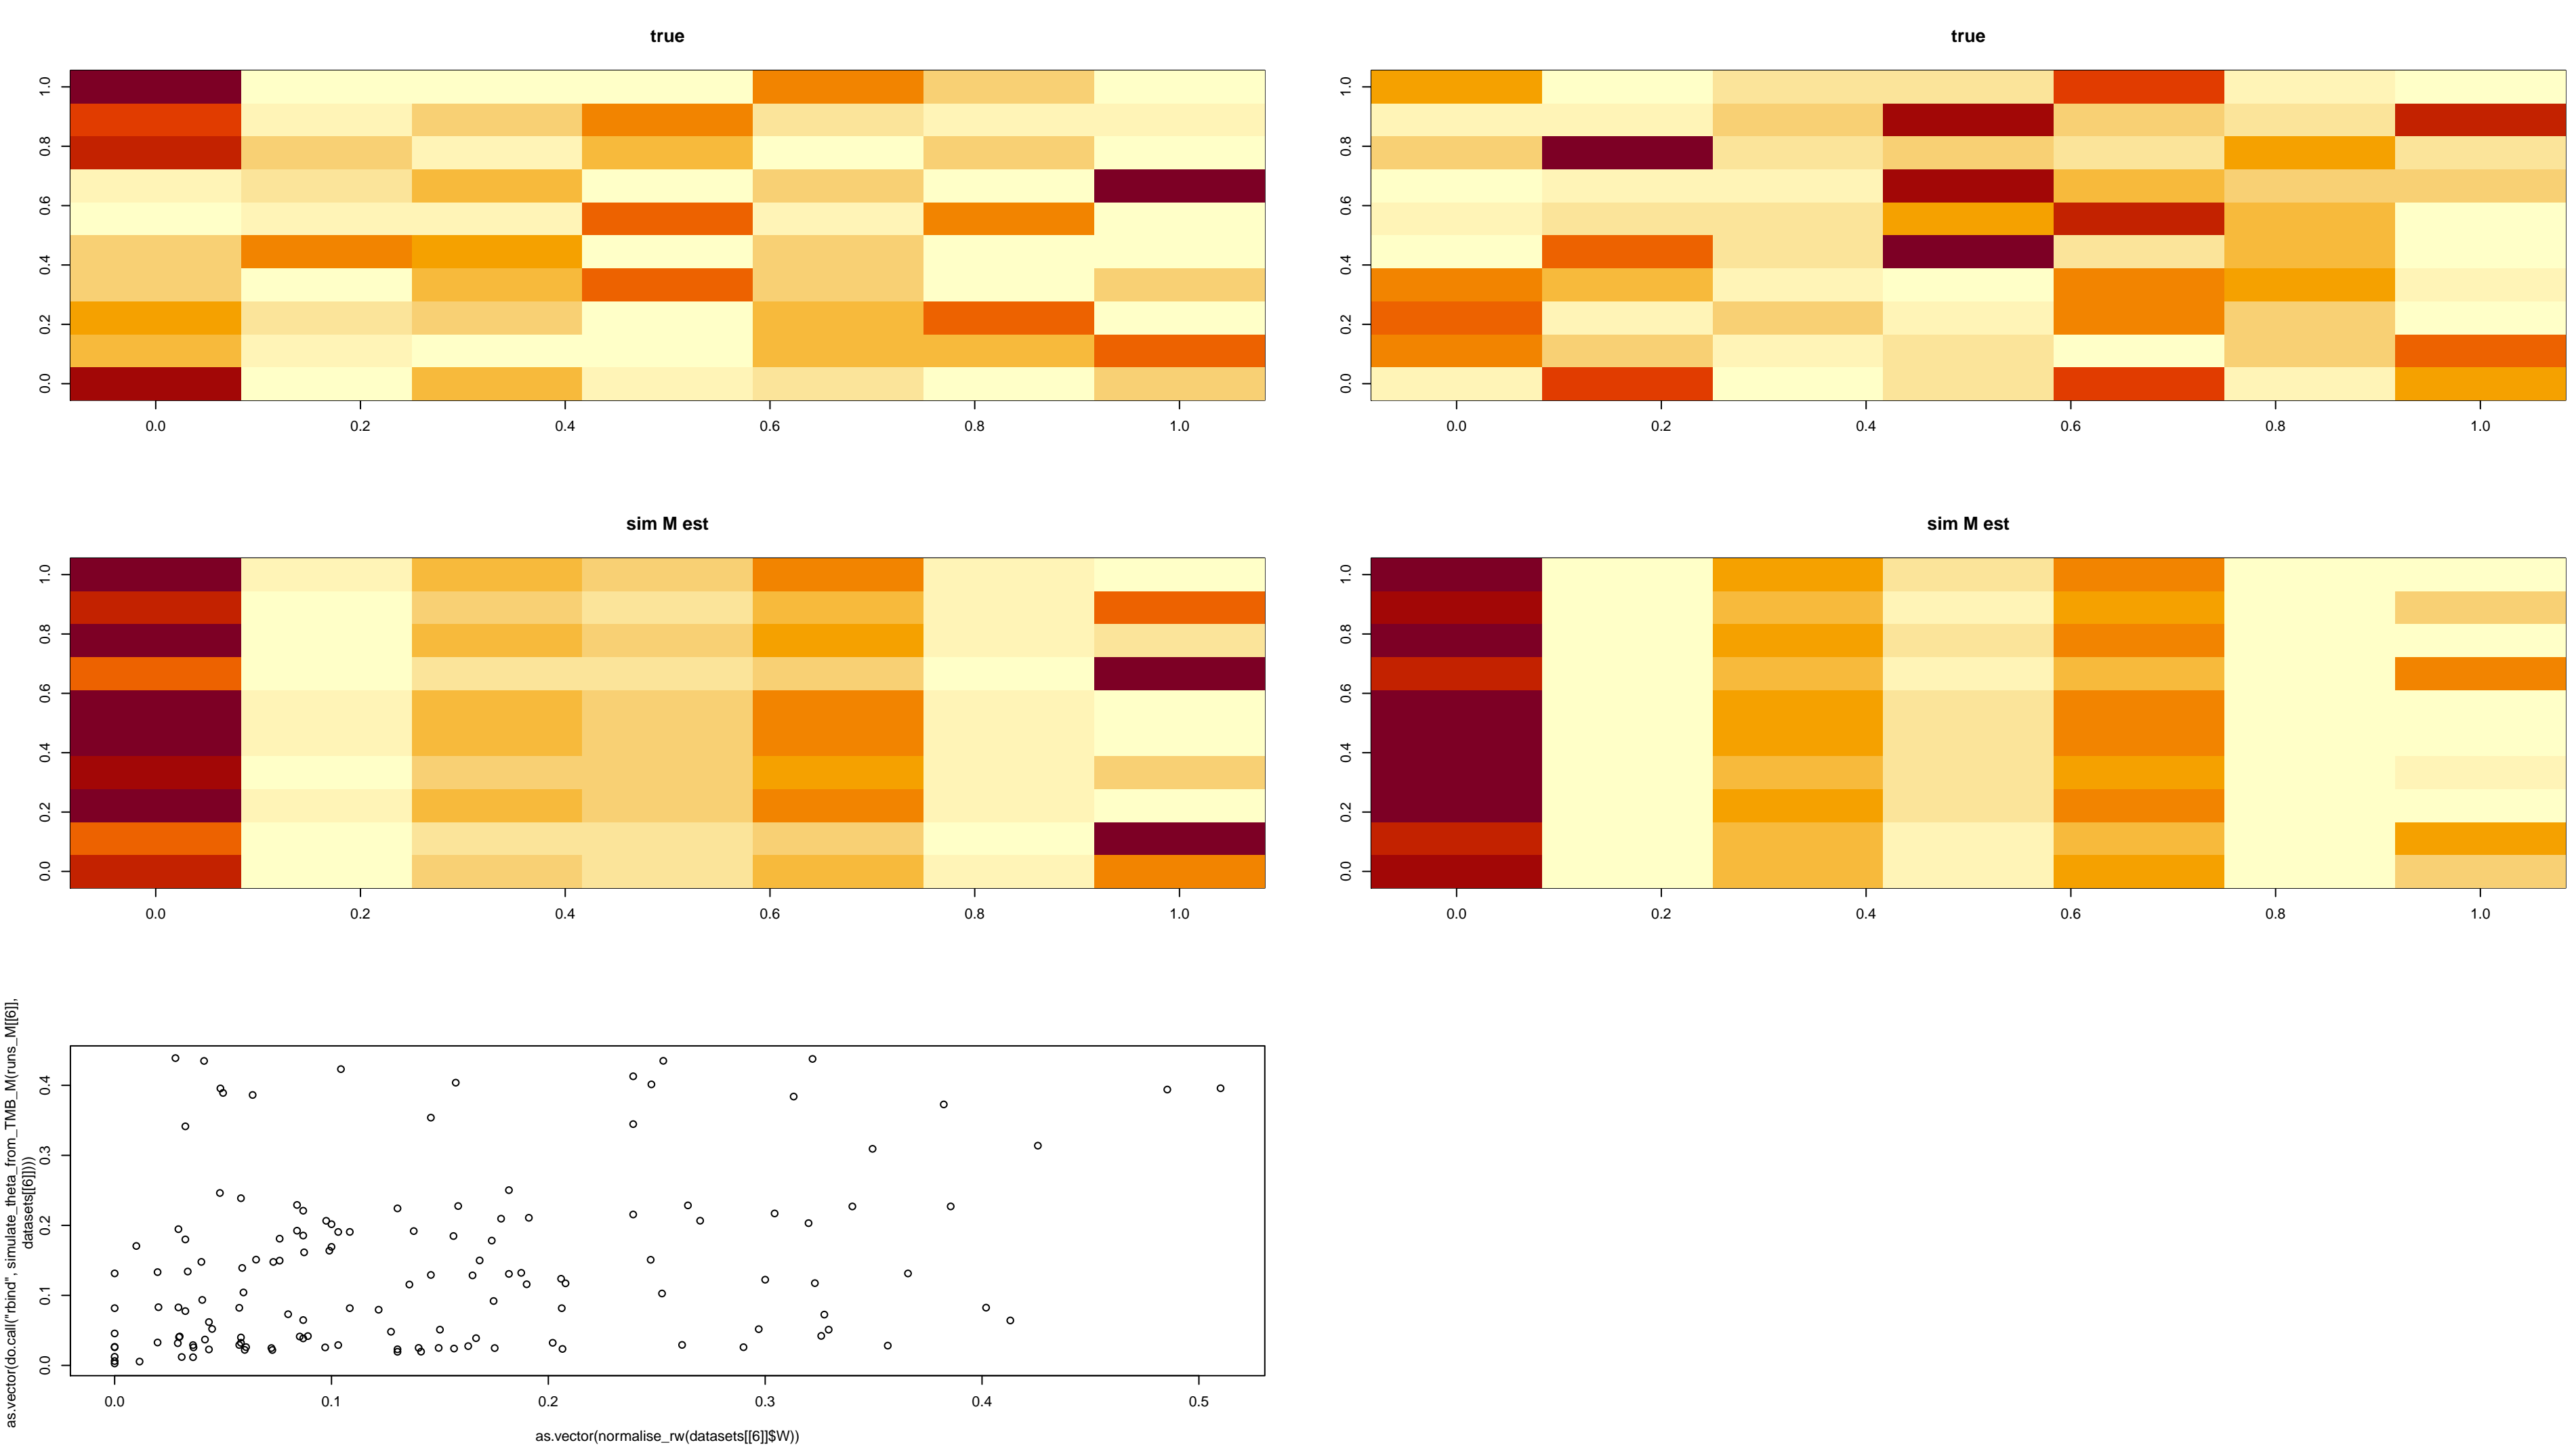 true
1.0
0.8
0.6
0.4
0.2
0.0
0.0 0.2 0.4 0.6 0.8 1.0
true
1.0
0.8
0.6
0.4
0.2
0.0
0.0 0.2 0.4 0.6 0.8 1.0
sim M est
1.0
0.8
0.6
0.4
0.2
0.0
0.0 0.2 0.4 0.6 0.8 1.0
sim M est
1.0
0.8
0.6
0.4
0.2
0.0
0.0 0.2 0.4 0.6 0.8 1.0
as.vector(do.call("rbind", simulate_theta_from_TMB_M(runs_M[[6]],
datasets[[6]])))
0.4
0.3
0.2
0.1
0.0
0.0 0.1 0.2 0.3 0.4 0.5
as.vector(normalise_rw(datasets[[6]]$W))